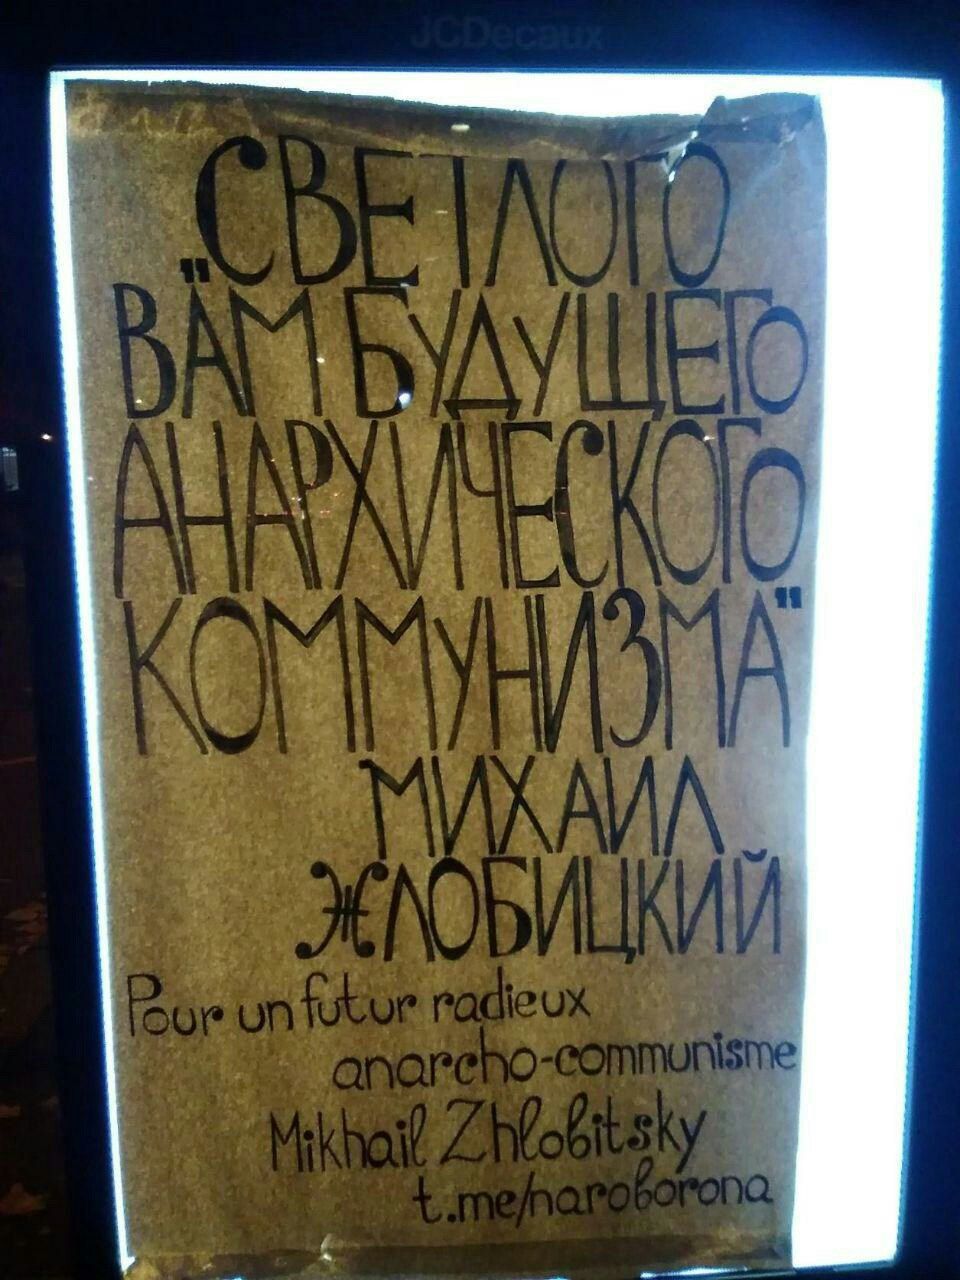 JCDecaux
"СВЕТЛОГО
ВАМ БУДУЩЕГО
АНАРХИЧЕСКОГО
КОММУНИЗМА"
МИХАИЛ
ЖЛОБИЦКИЙ
Pour un futur radieux
anarcho-communisme
Mikhail Zhlobitsky
t.me/naroborona